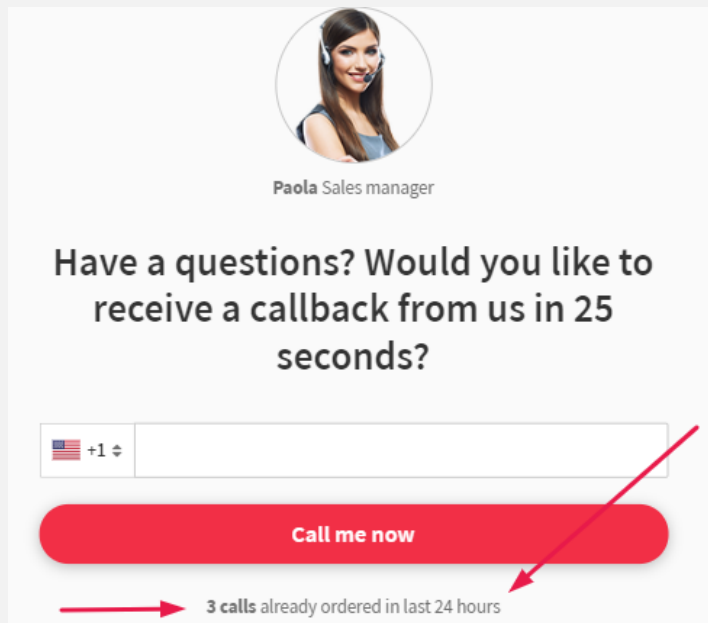 Paola Sales manager
Have a questions? Would you like to
receive a callback from us in 25
seconds?
+1
Call me now
3 calls already ordered in last 24 hours